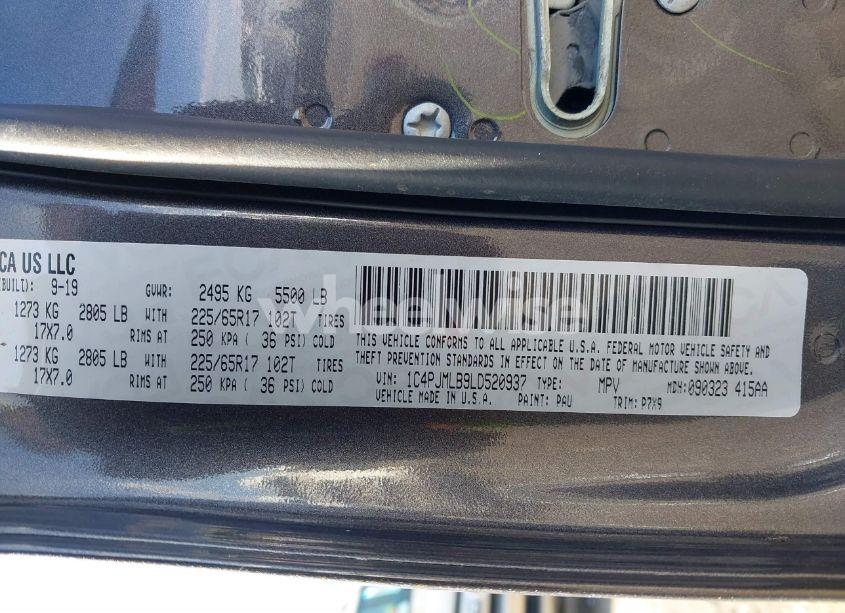 CA US LLC
(BUILT): 9-19 GVWR: 2495 KG 5500 LB
1273 KG 2805 LB WITH 225/65R17 102T TIRES
17X7.0 RIMS AT 250 KPA ( 36 PSI) COLD
1273 KG 2805 LB WITH 225/65R17 102T TIRES
17X7.0 RIMS AT 250 KPA ( 36 PSI) COLD
THIS VEHICLE CONFORMS TO ALL APPLICABLE U.S.A. FEDERAL MOTOR VEHICLE SAFETY AND
THEFT PREVENTION STANDARDS IN EFFECT ON THE DATE OF MANUFACTURE SHOWN ABOVE.
VIN: 1C4PJMLB9LD520937 TYPE: MPV MDH: 090323 415AA
VEHICLE MADE IN U.S.A. PAINT: PAU TRIM: P7X9
wheelwise